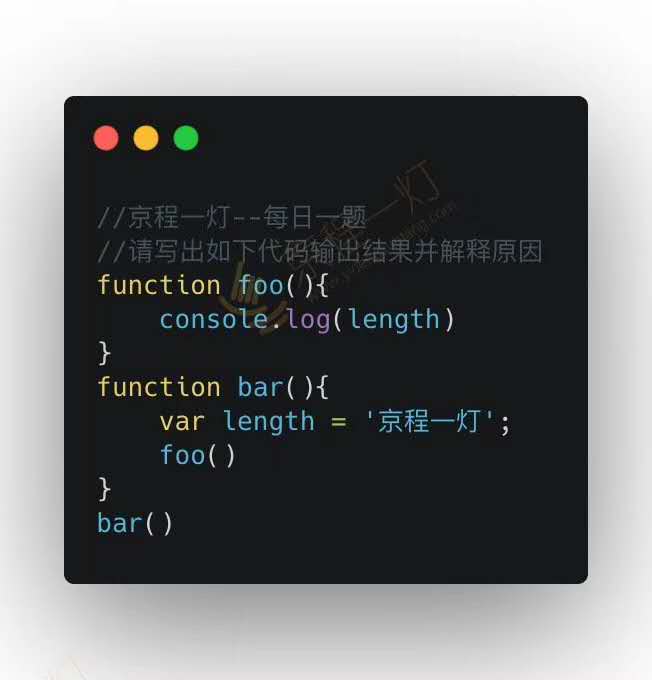 //京程一灯--每日一题
//请写出如下代码输出结果并解释原因
function foo(){
    console.log(length)
}
function bar(){
    var length = '京程一灯';
    foo()
}
bar()